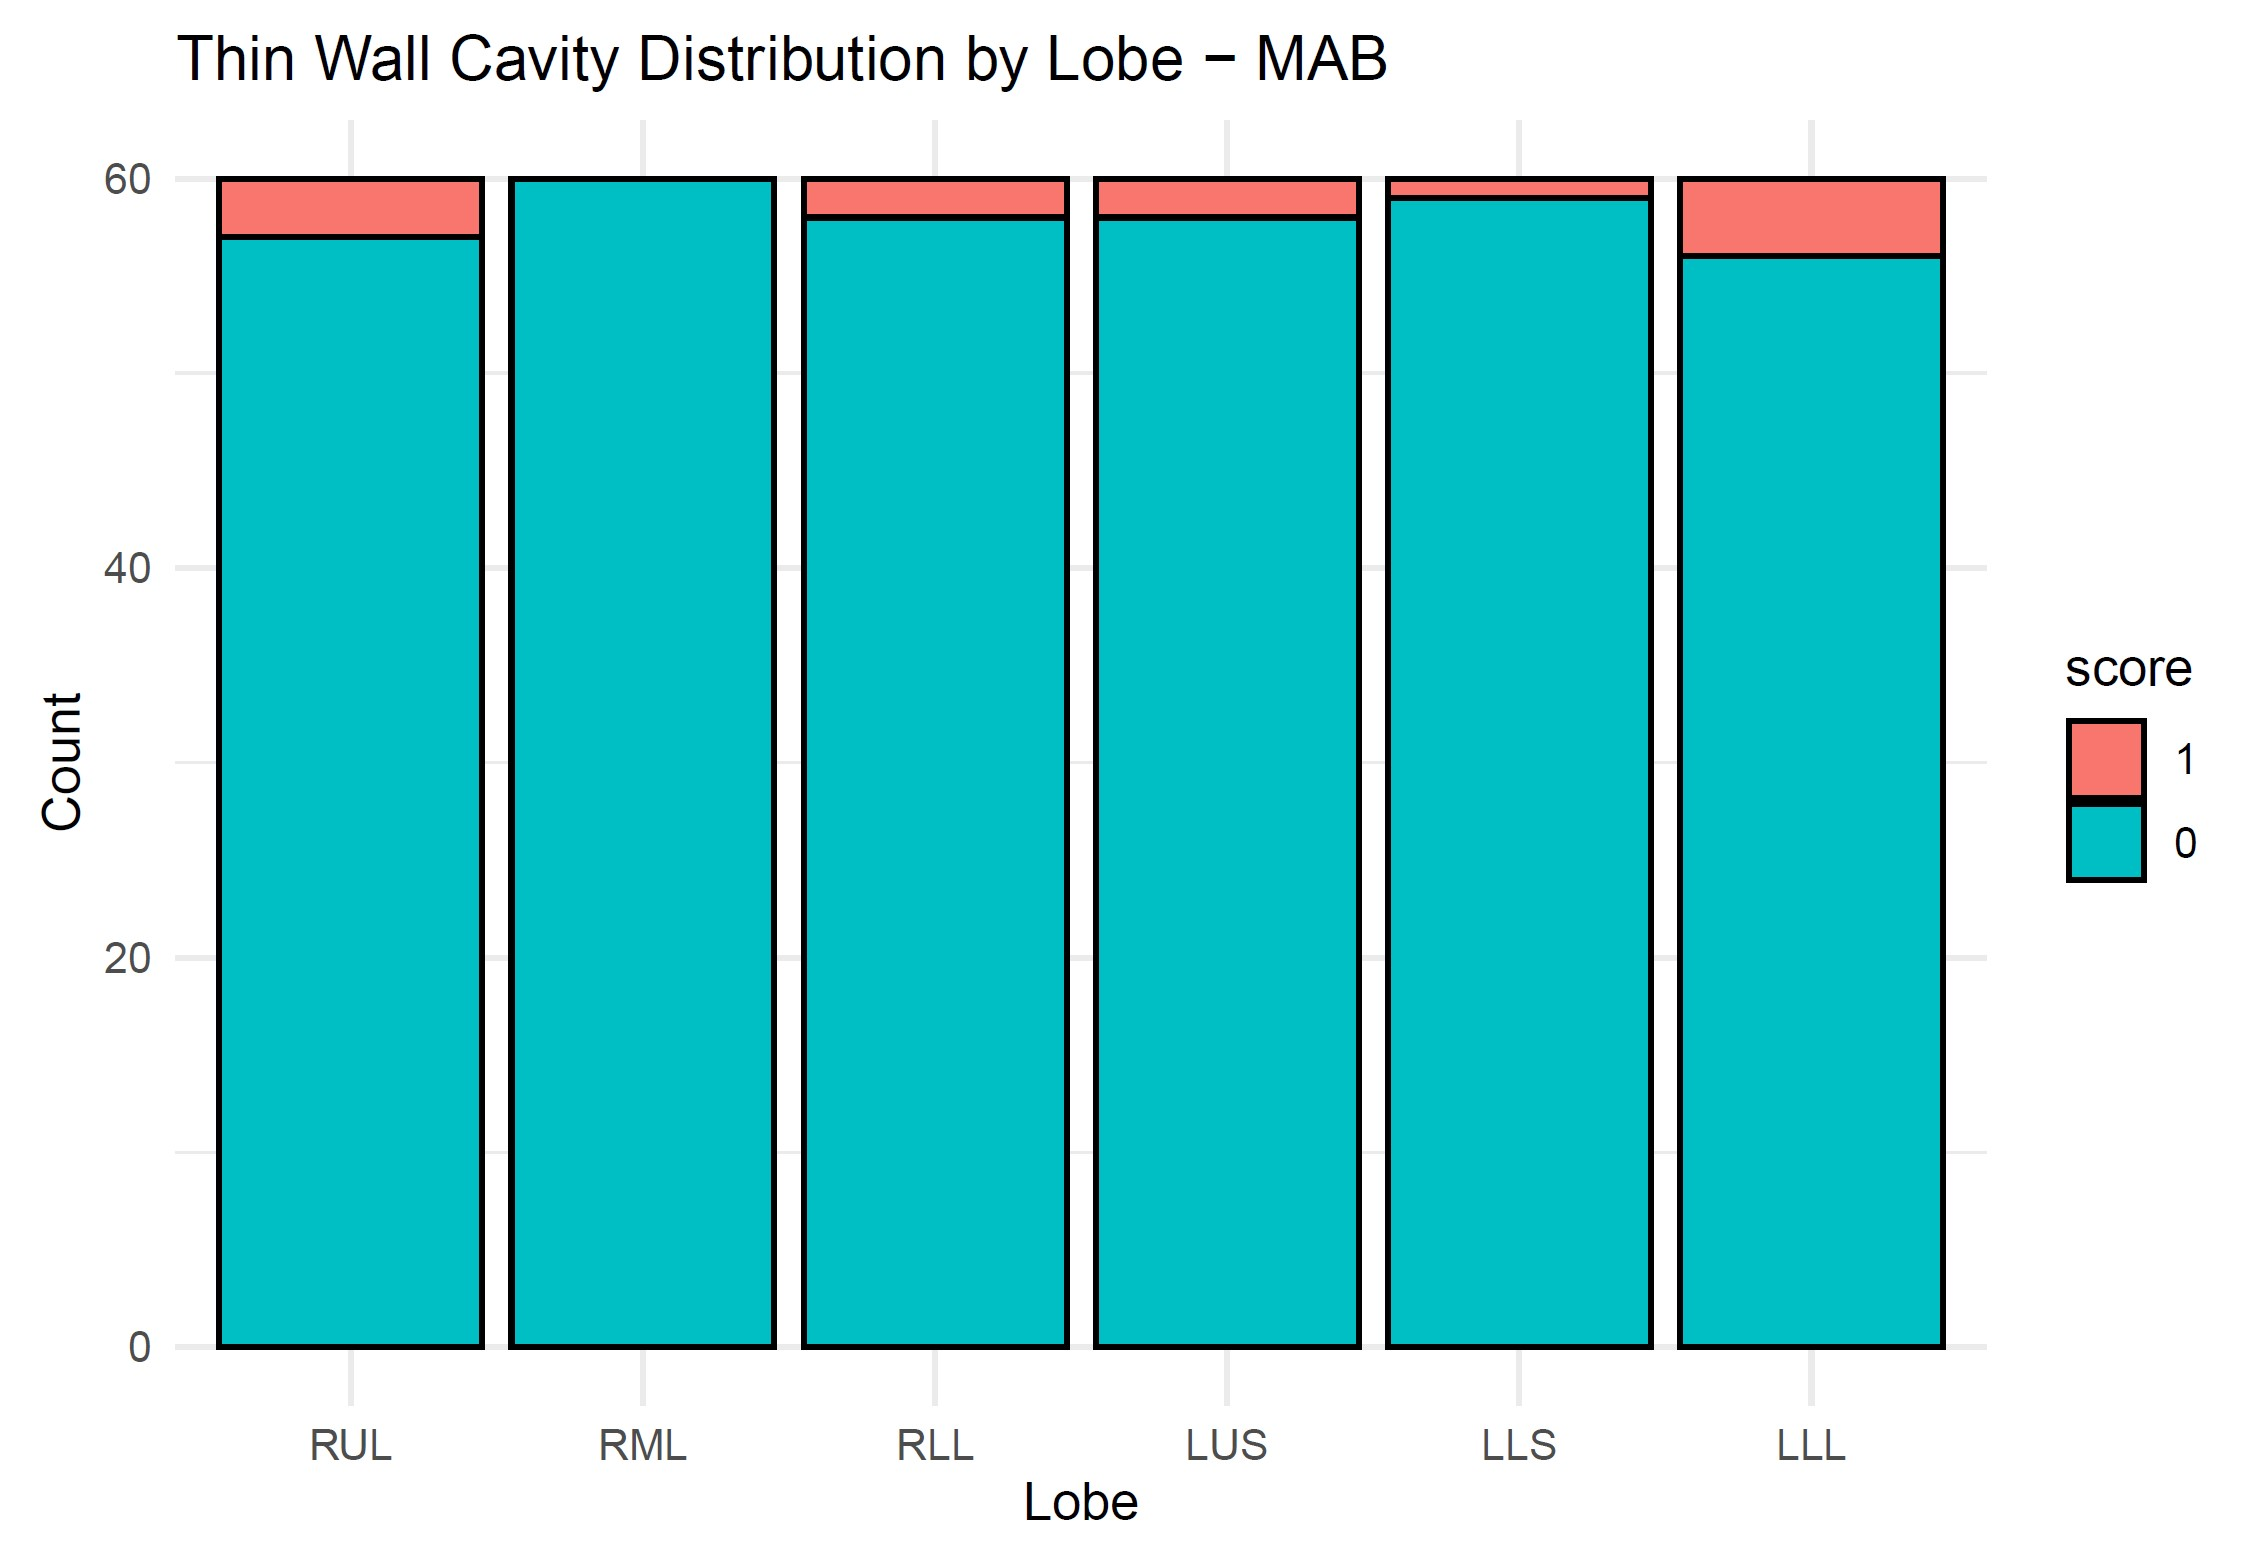 Thin Wall Cavity Distribution by Lobe − MAB
60
40
20
0
Count
RUL RML RLL LUS LLS LLL
Lobe
score
1
0